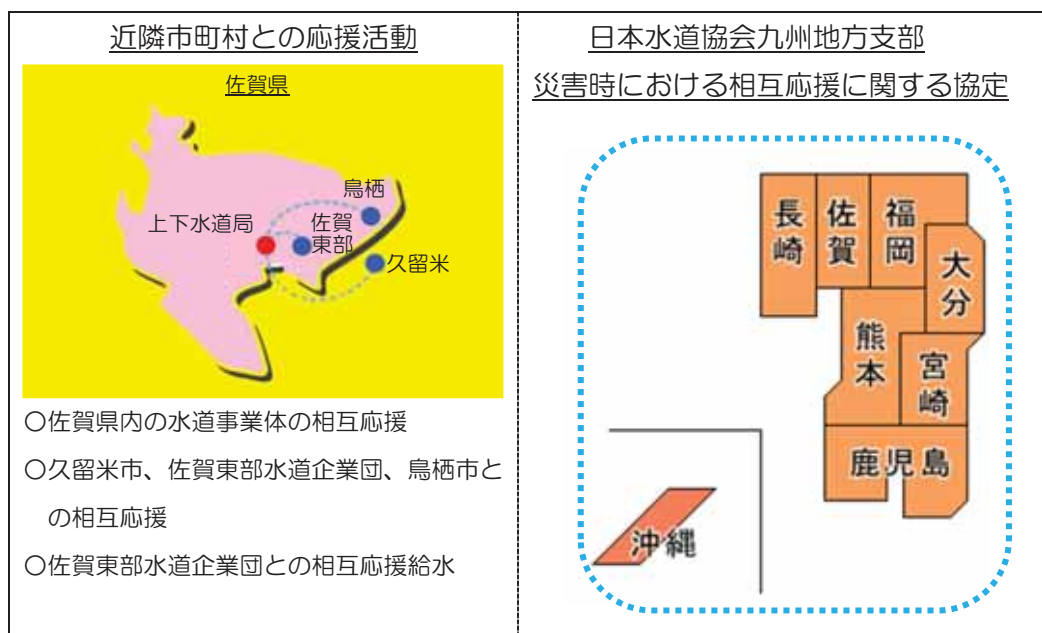 近隣市町村との応援活動
佐賀県
鳥栖
上下水道局
佐賀
東部
久留米
〇佐賀県内の水道事業体の相互応援
〇久留米市、佐賀東部水道企業団、鳥栖市と
の相互応援
〇佐賀東部水道企業団との相互応援給水
日本水道協会九州地方支部
災害時における相互応援に関する協定
長崎
佐賀
福岡
大分
熊本
宮崎
鹿児島
沖縄